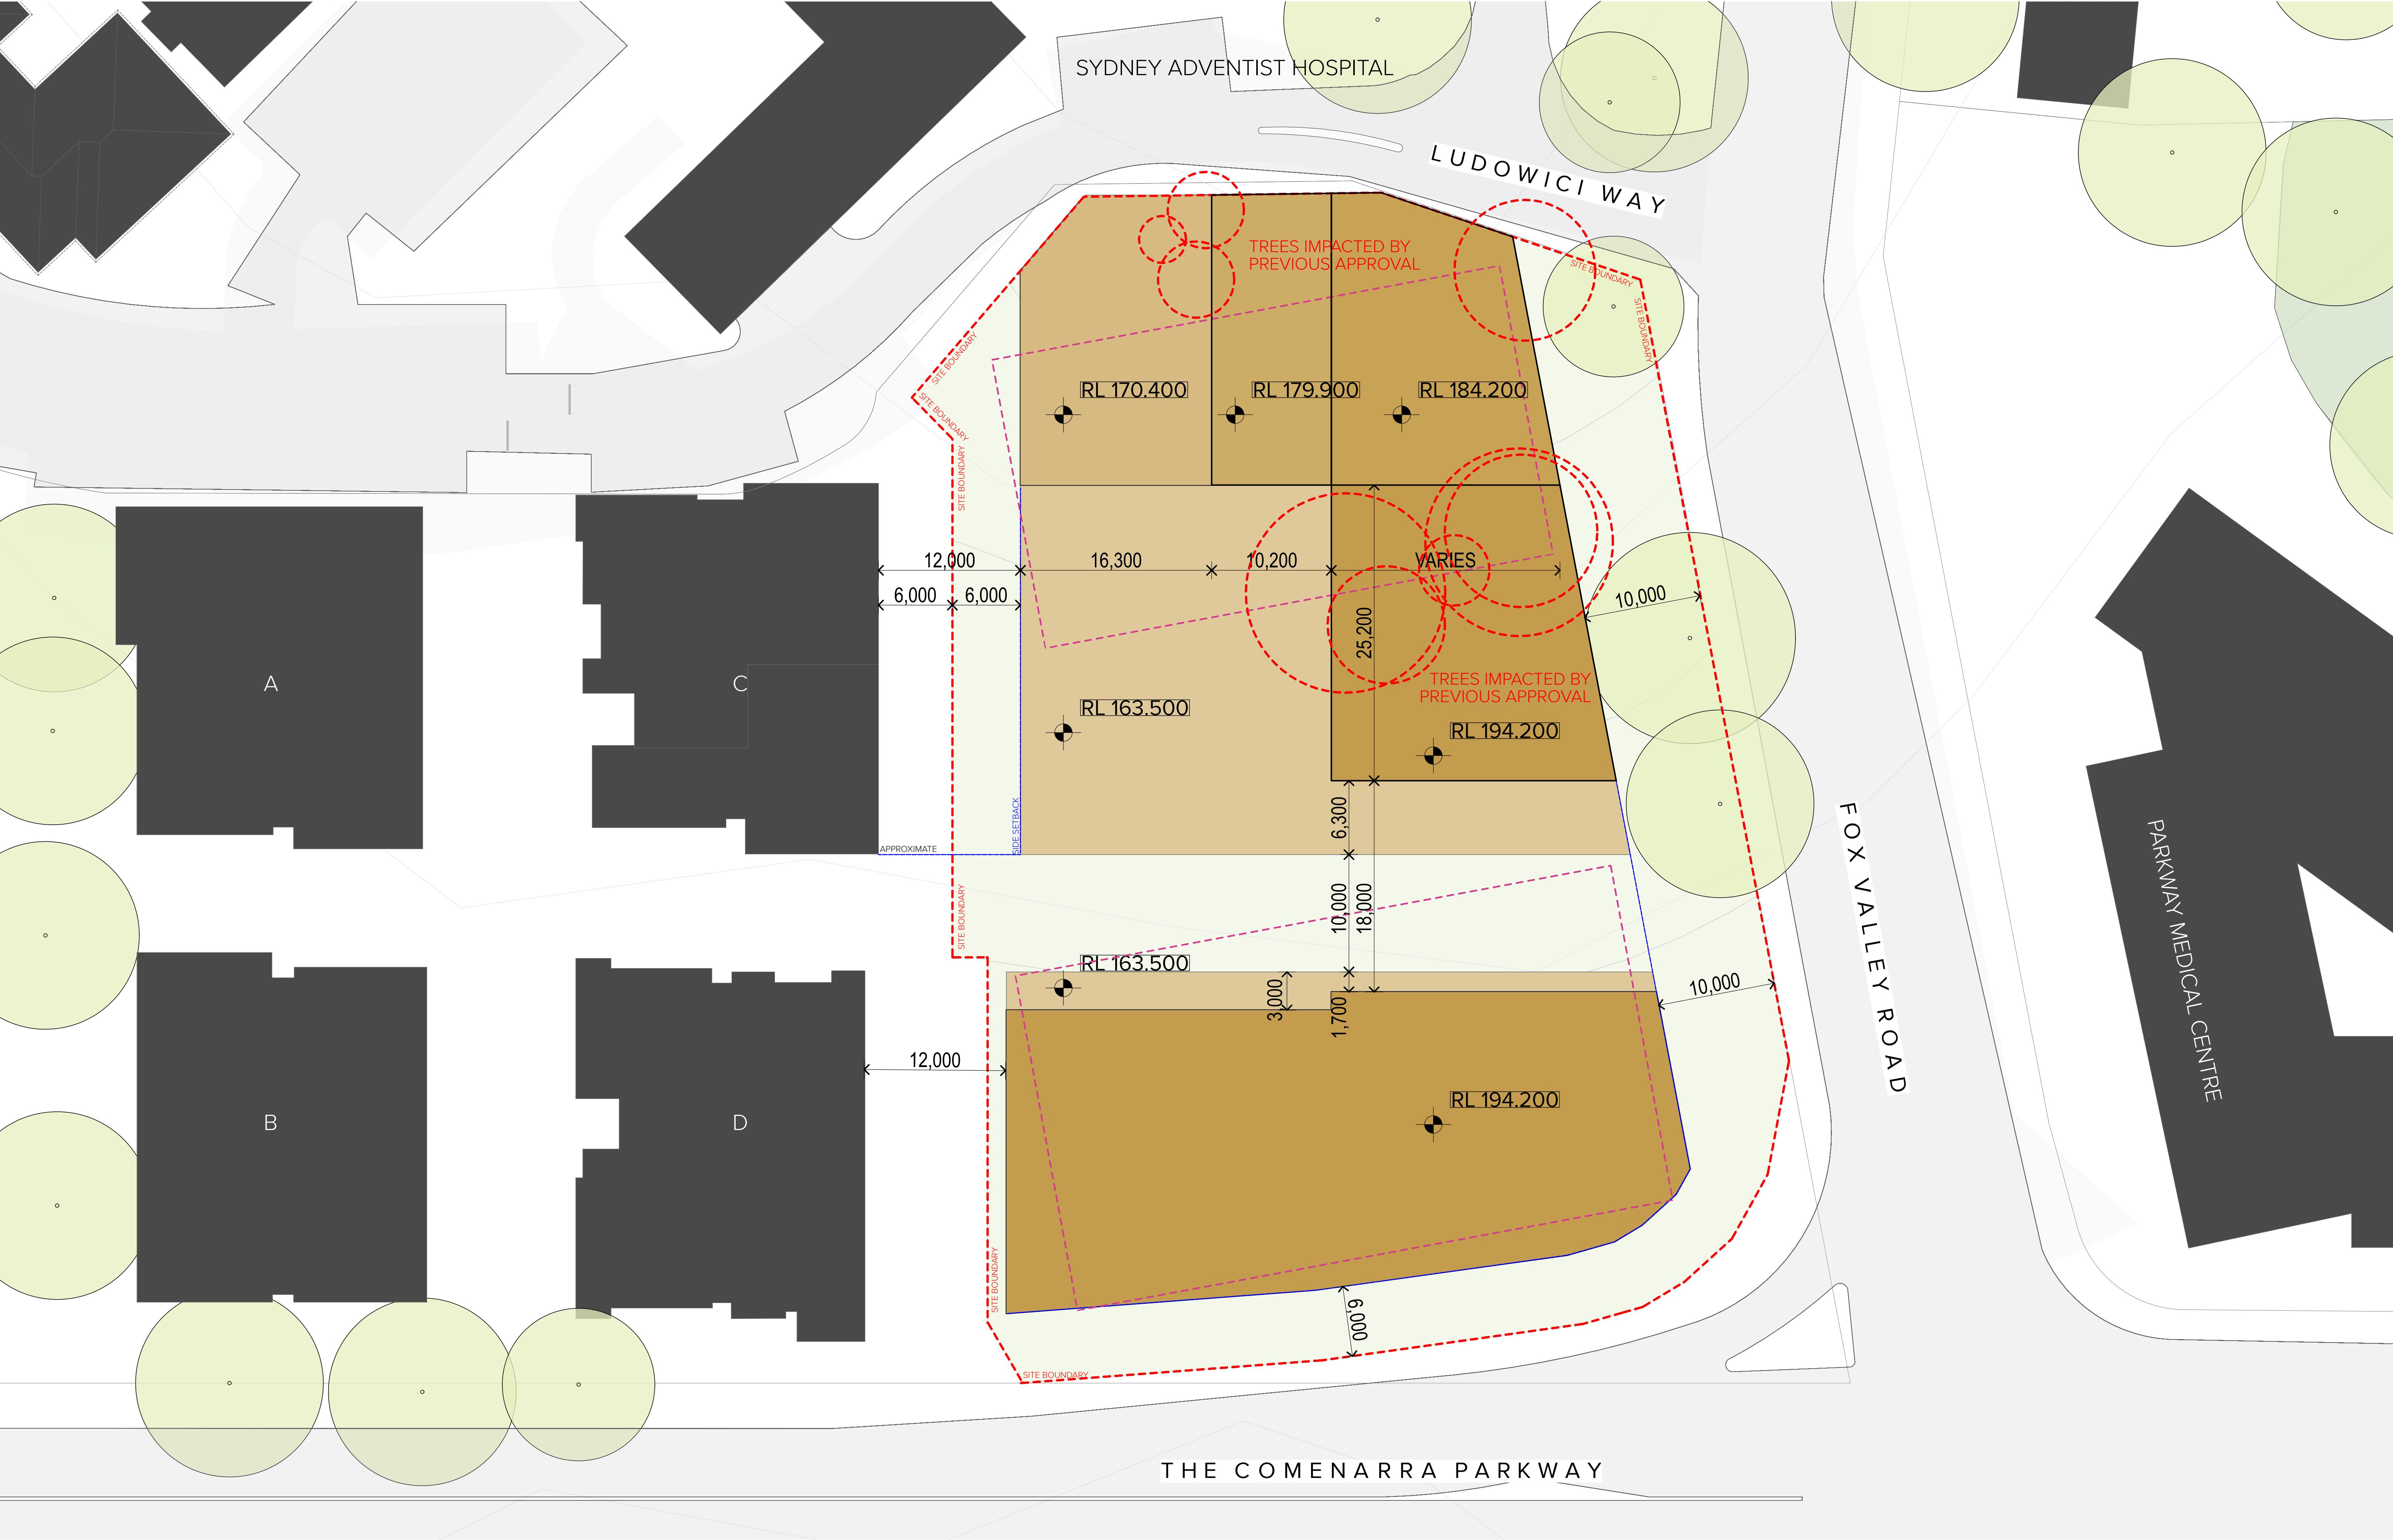 SYDNEY ADVENTIST HOSPITAL
LUDOWICI WAY
TREES IMPACTED BY
PREVIOUS APPROVAL
SITE BOUNDARY
SITE BOUNDARY
SITE BOUNDARY
SITE BOUNDARY
SITE BOUNDARY
RL 170.400
RL 179.900
RL 184.200
12,000
16,300
10,200
VARIES
6,000
6,000
10,000
25,200
A
C
TREES IMPACTED BY
PREVIOUS APPROVAL
RL 163.500
RL 194.200
SIDE SETBACK
APPROXIMATE
6,300
FOX VALLEY ROAD
PARKWAY MEDICAL CENTRE
SITE BOUNDARY
10,000
18,000
RL 163.500
3,000
1,700
10,000
12,000
B
D
RL 194.200
SITE BOUNDARY
6,000
SITE BOUNDARY
THE COMENARRA PARKWAY